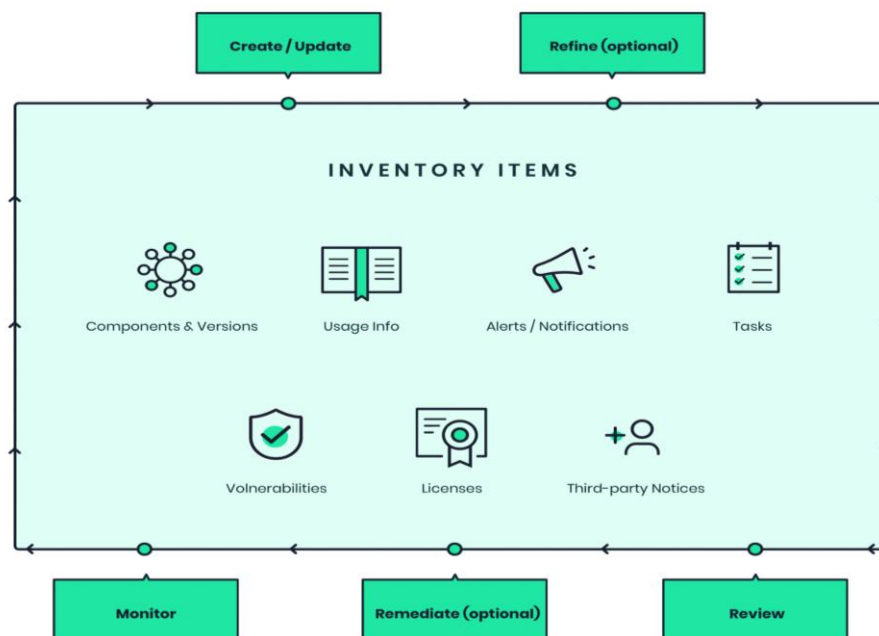 Create / Update
Refine (optional)
INVENTORY ITEMS
Components & Versions
Usage Info
Alerts / Notifications
Tasks
Volnerabilities
Licenses
Third-party Notices
Monitor
Remediate (optional)
Review